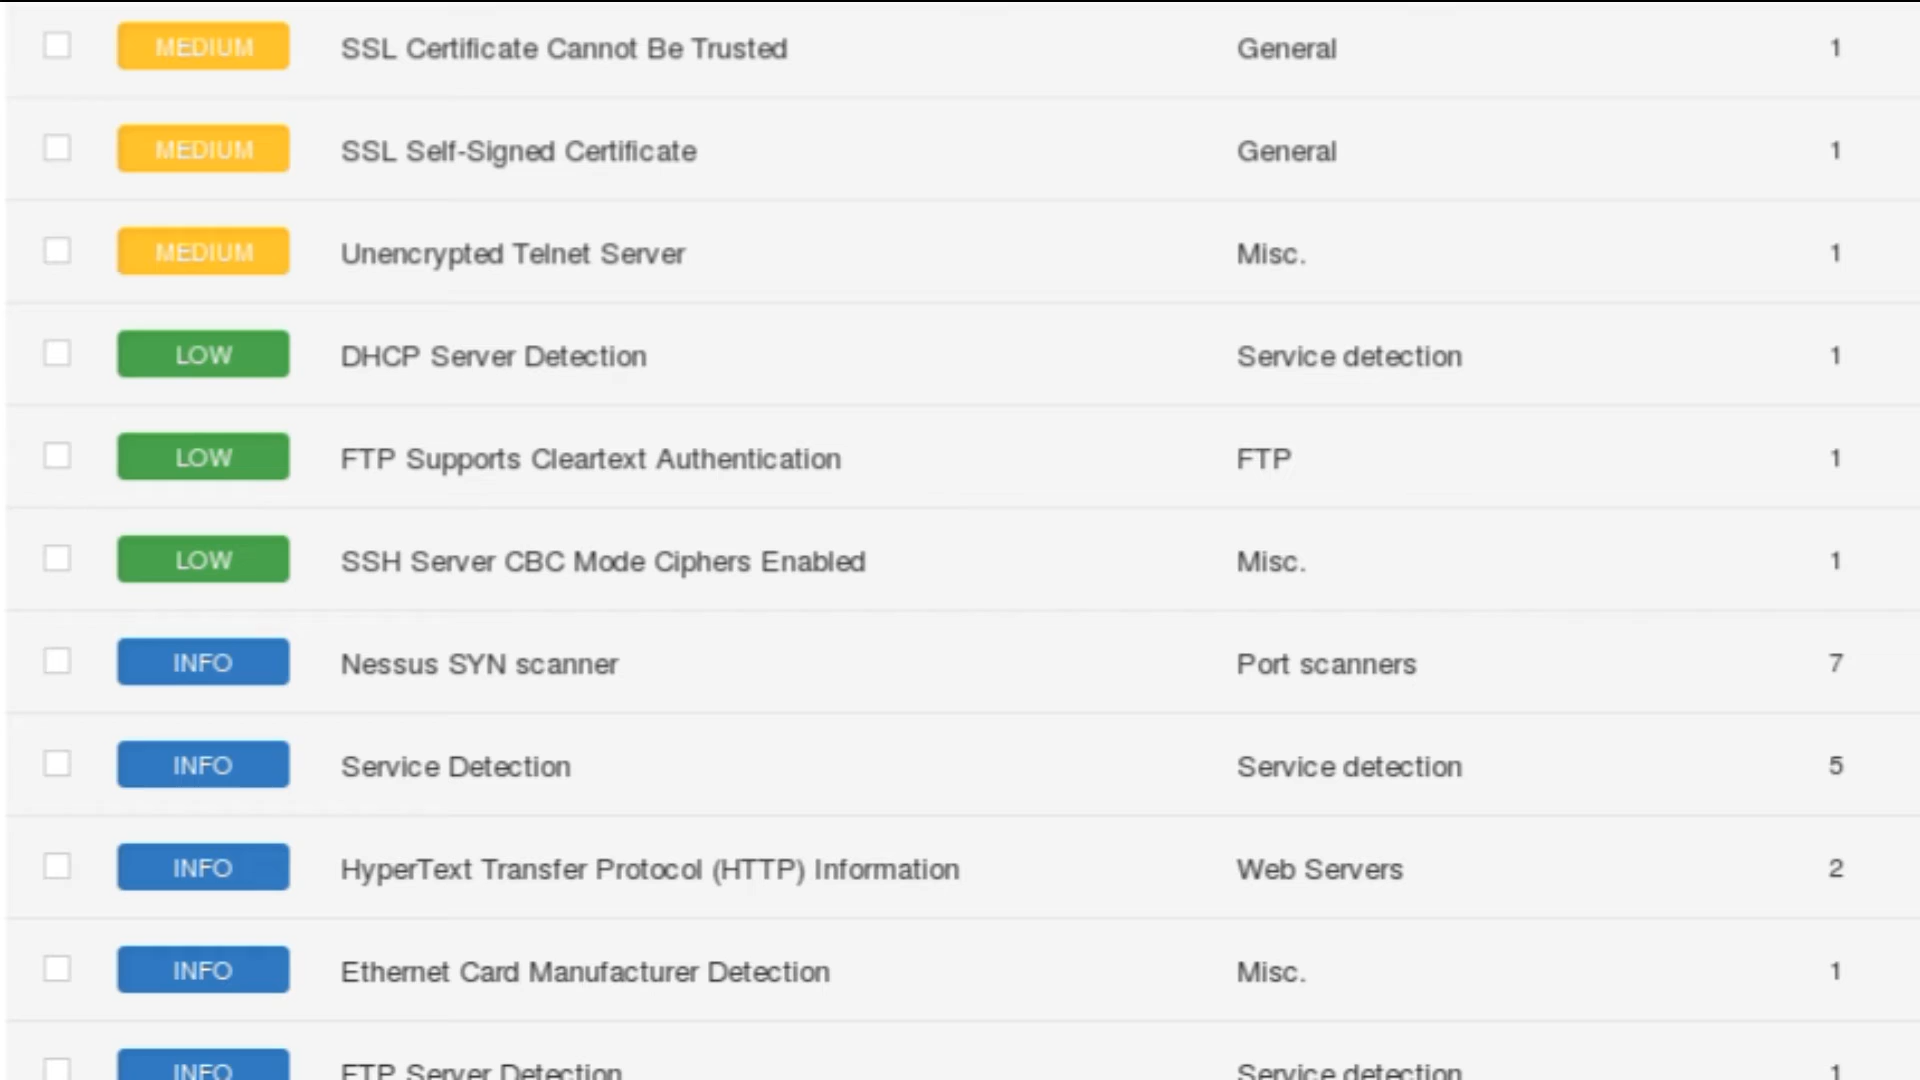 MEDIUM SSL Certificate Cannot Be Trusted General 1
MEDIUM SSL Self-Signed Certificate General 1
MEDIUM Unencrypted Telnet Server Misc. 1
LOW DHCP Server Detection Service detection 1
LOW FTP Supports Cleartext Authentication FTP 1
LOW SSH Server CBC Mode Ciphers Enabled Misc. 1
INFO Nessus SYN scanner Port scanners 7
INFO Service Detection Service detection 5
INFO HyperText Transfer Protocol (HTTP) Information Web Servers 2
INFO Ethernet Card Manufacturer Detection Misc. 1
INFO FTP Server Detection Service detection 1